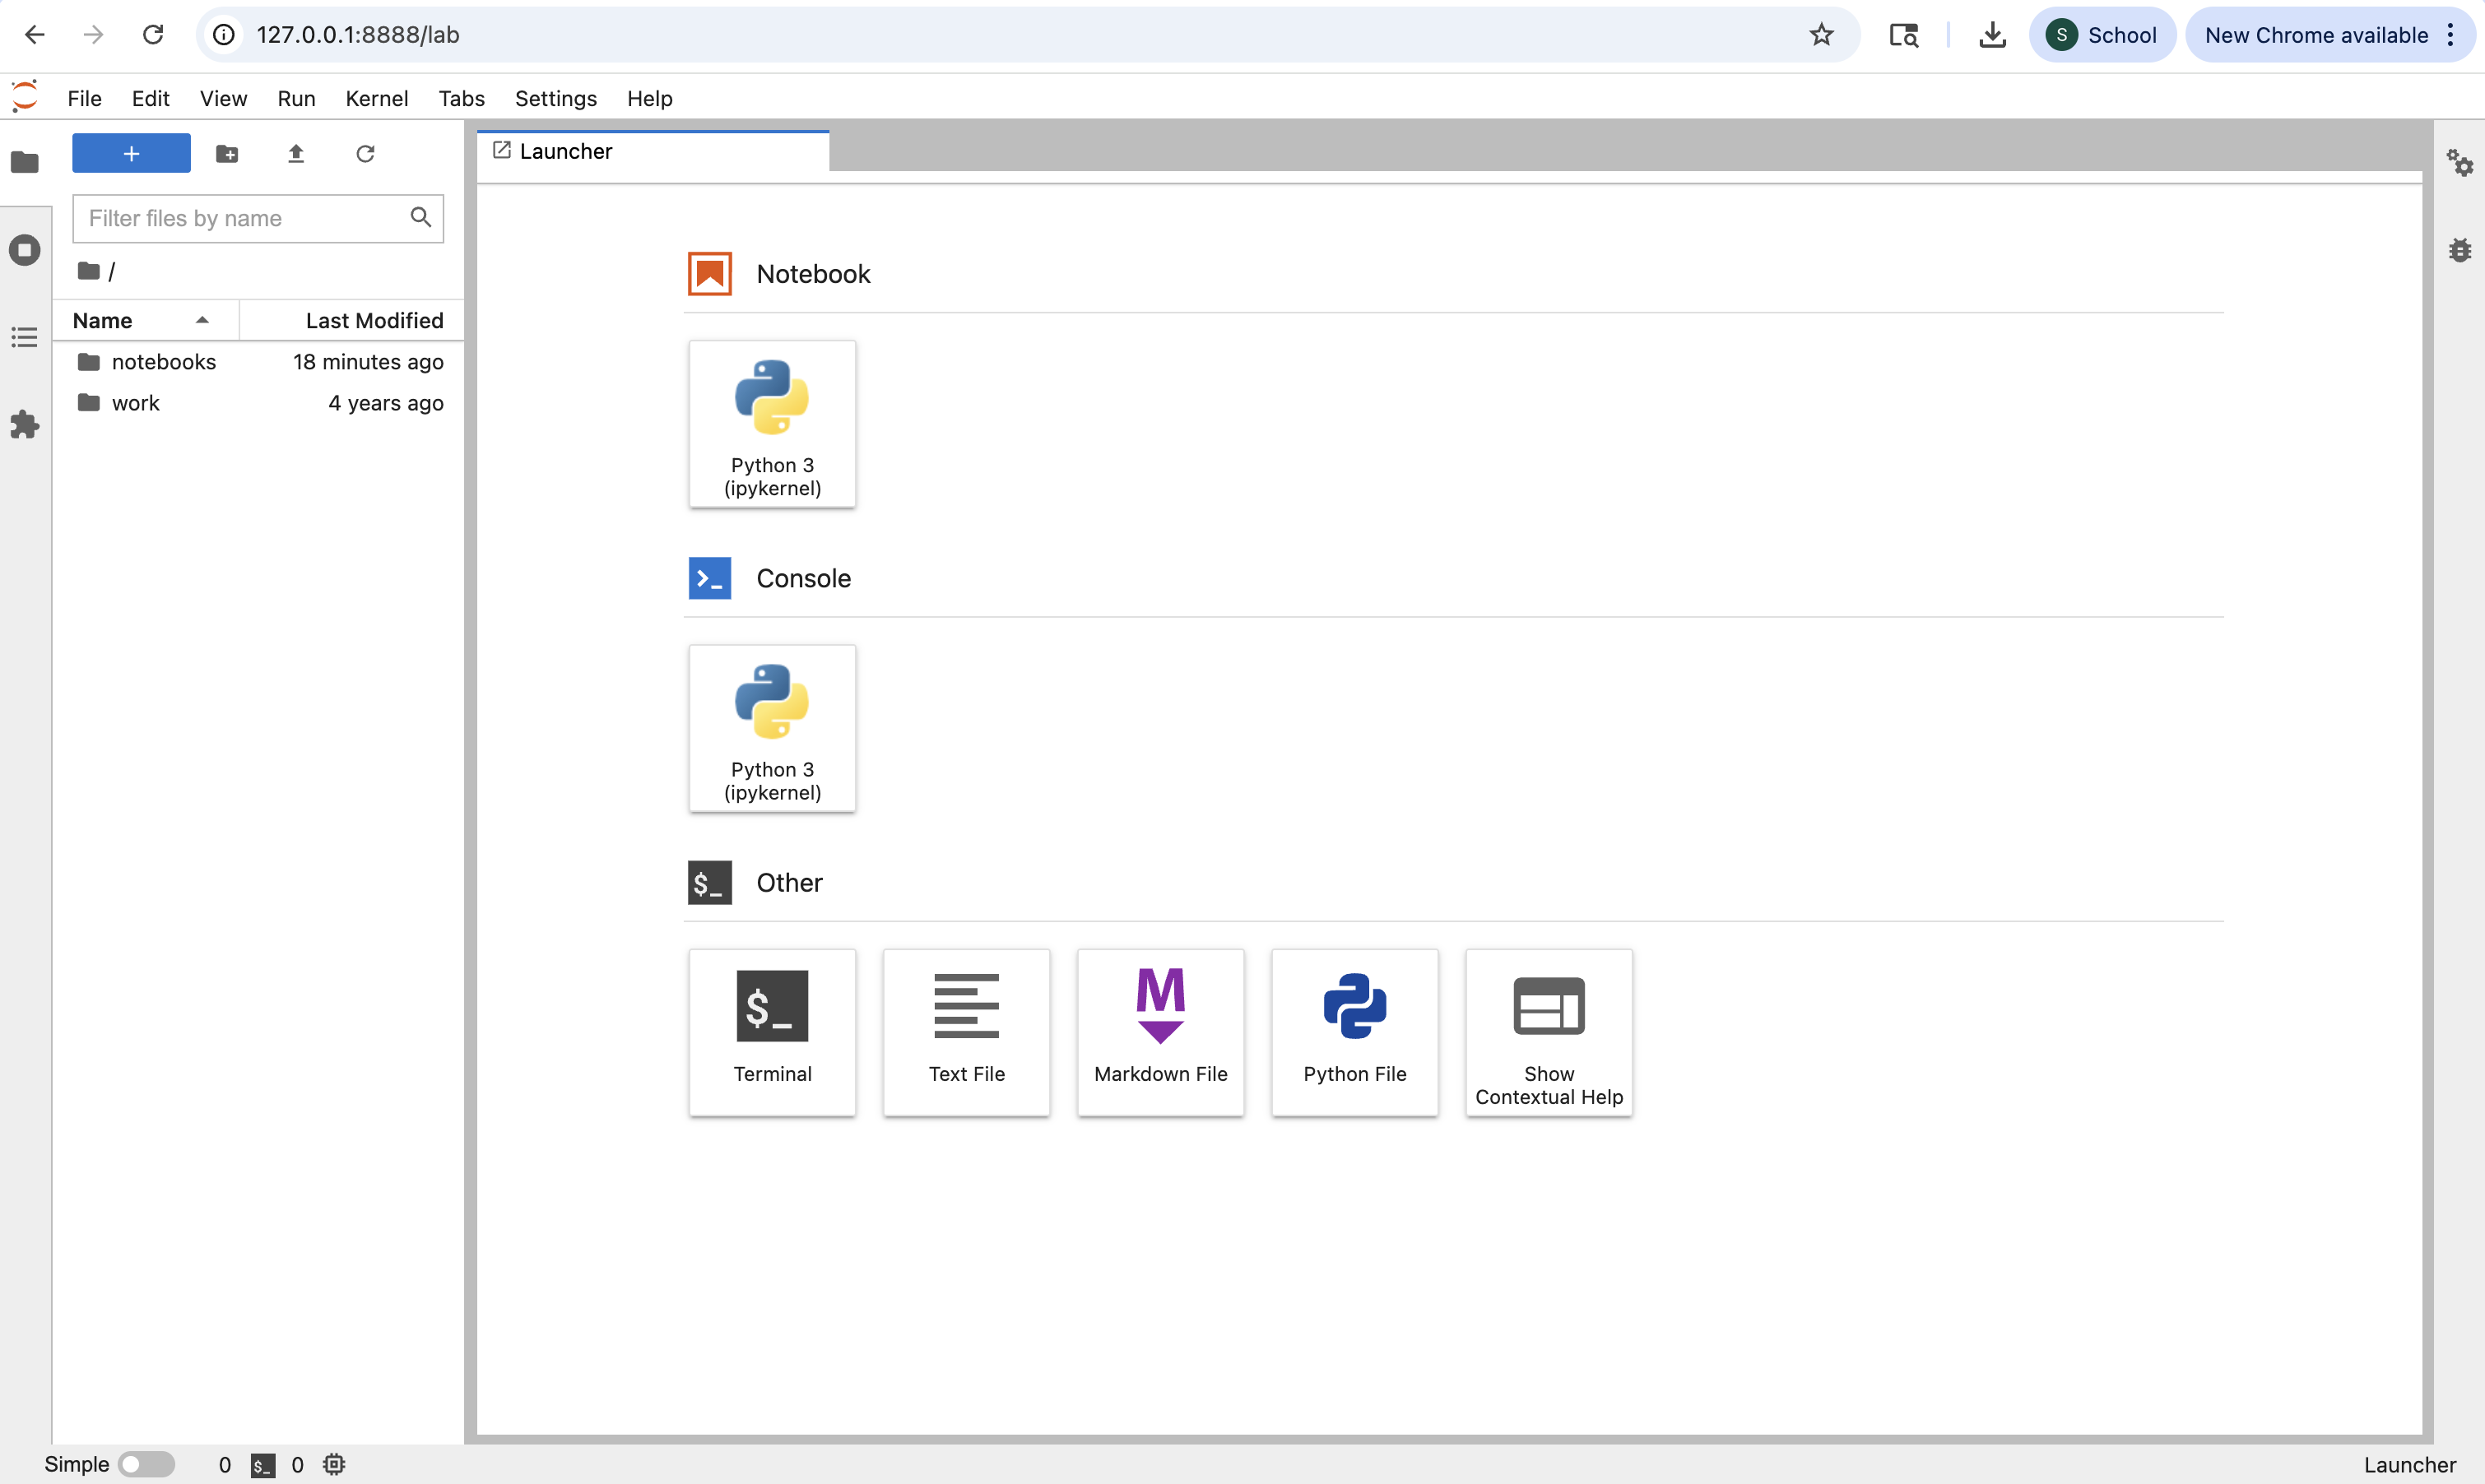 127.0.0.1:8888/lab
S School
New Chrome available
File Edit View Run Kernel Tabs Settings Help
+
Launcher
Filter files by name
/
Name Last Modified
notebooks 18 minutes ago
work 4 years ago
Notebook
Python 3
(ipykernel)
Console
Python 3
(ipykernel)
$_ Other
$_
Terminal
Text File
M
Markdown File
Python File
Show
Contextual Help
Simple 0 $_ 0
Launcher